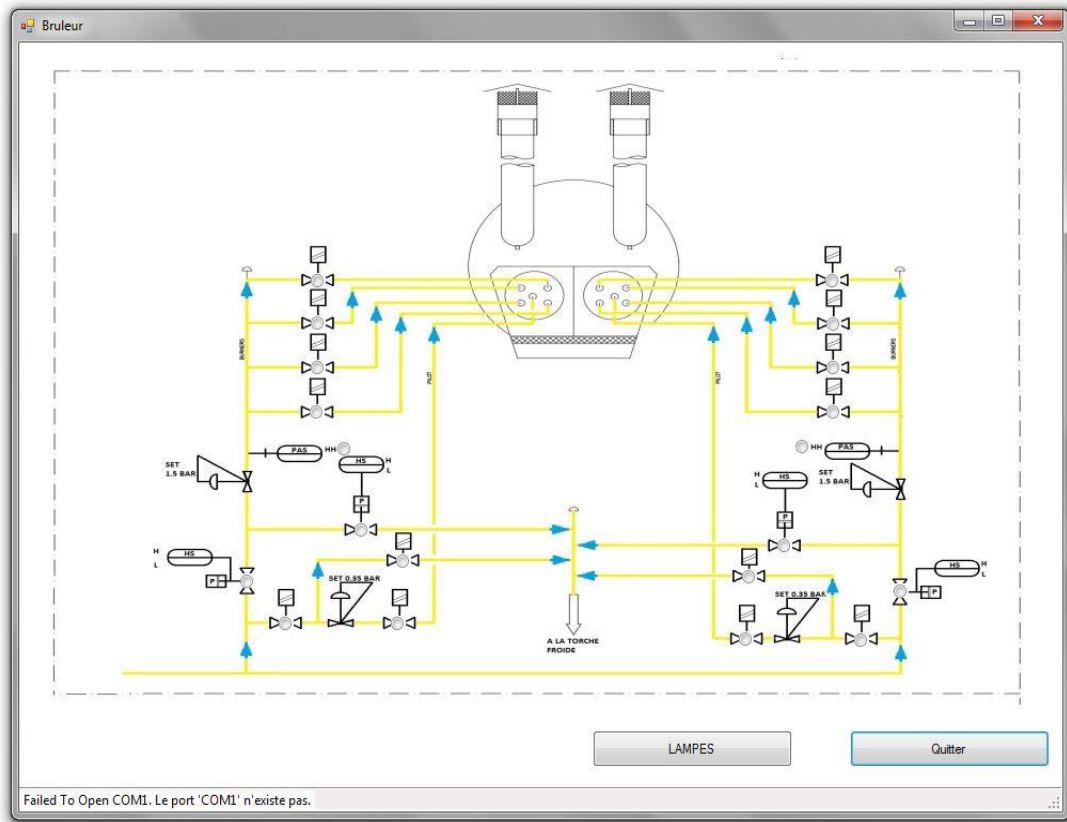 Bruleur
BURNERS
BURNERS
PILOT
PILOT
PAS
HH
HH
PAS
SET
1.5 BAR
HS
H
L
H
L
HS
SET
1.5 BAR
P
P
H
L
HS
P
SET 0.35 BAR
SET 0.35 BAR
HS
H
L
P
A LA TORCHE
FROIDE
LAMPES
Quitter
Failed To Open COM1. Le port 'COM1' n'existe pas.